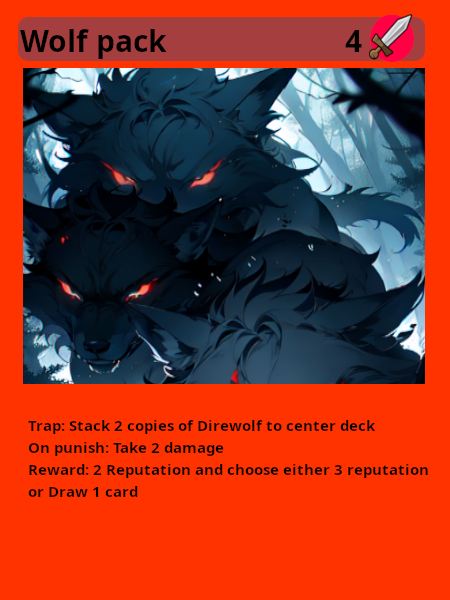 Wolf pack 4
Trap: Stack 2 copies of Direwolf to center deck
On punish: Take 2 damage
Reward: 2 Reputation and choose either 3 reputation
or Draw 1 card